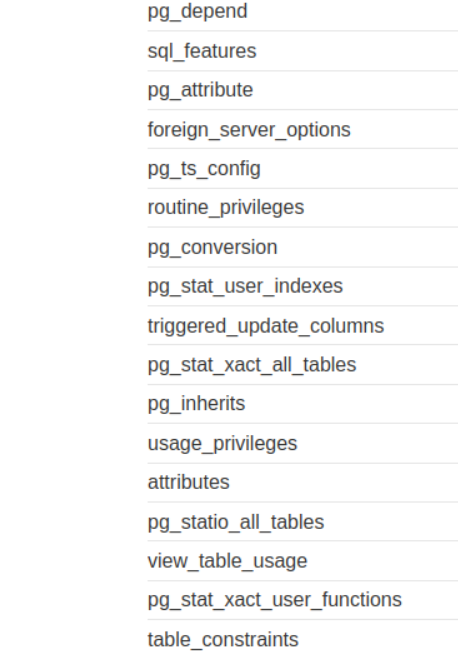 pg_depend
sql_features
pg_attribute
foreign_server_options
pg_ts_config
routine_privileges
pg_conversion
pg_stat_user_indexes
triggered_update_columns
pg_stat_xact_all_tables
pg_inherits
usage_privileges
attributes
pg_statio_all_tables
view_table_usage
pg_stat_xact_user_functions
table_constraints